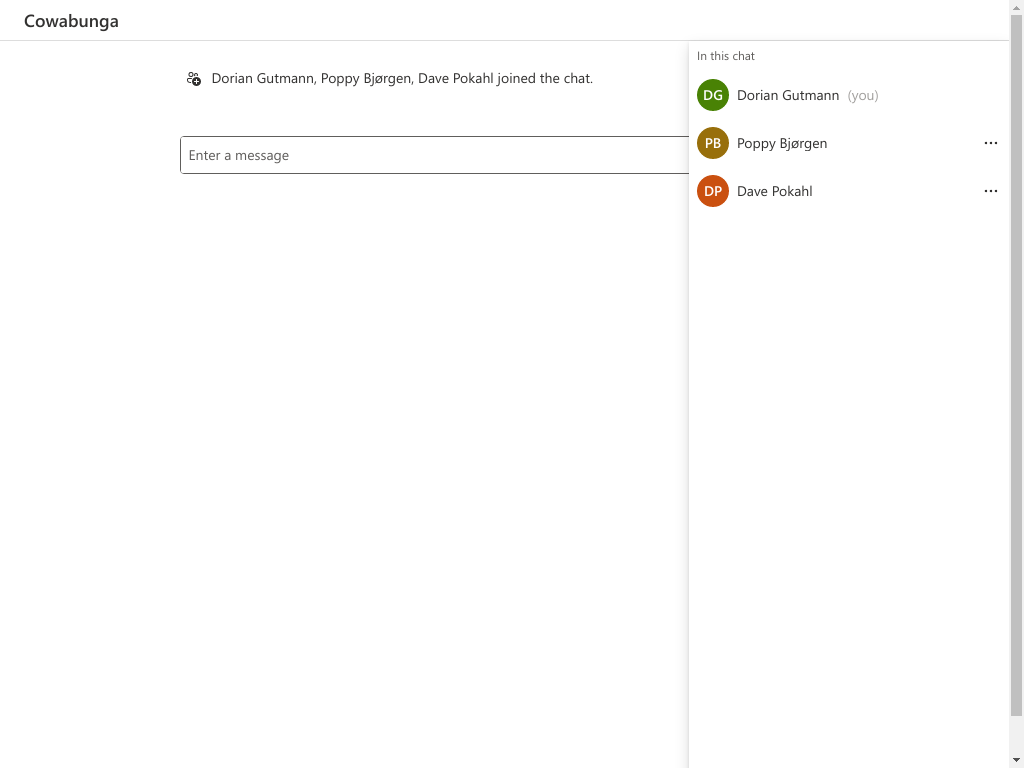 Cowabunga
Dorian Gutmann, Poppy Bjørgen, Dave Pokahl joined the chat.
Enter a message
In this chat
DG Dorian Gutmann (you)
PB Poppy Bjørgen
DP Dave Pokahl